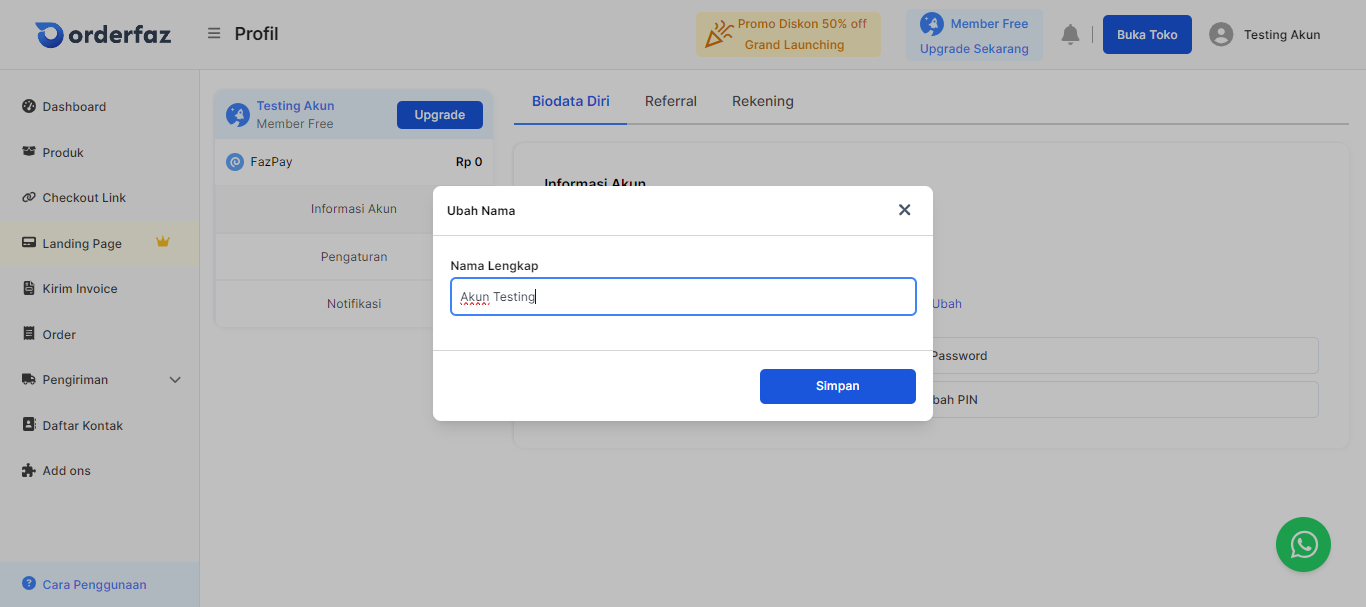 orderfaz
Profil
Promo Diskon 50% off
Grand Launching
Member Free
Upgrade Sekarang
Buka Toko
Testing Akun
Dashboard
Produk
Checkout Link
Landing Page
Kirim Invoice
Order
Pengiriman
Daftar Kontak
Add ons
Cara Penggunaan
Testing Akun
Member Free
Upgrade
FazPay
Rp 0
Informasi Akun
Pengaturan
Notifikasi
Biodata Diri
Referral
Rekening
Informasi Akun
Ubah
Password
bah PIN
Ubah Nama
Nama Lengkap
Akun Testing
Simpan